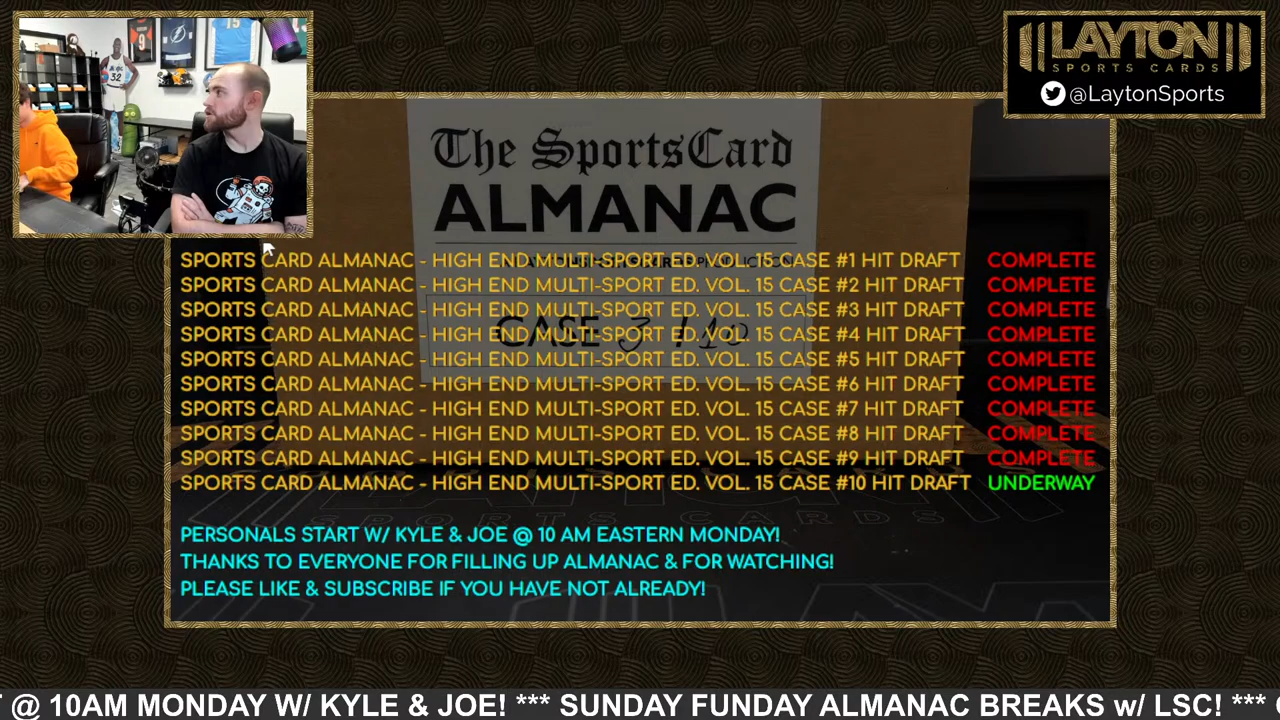 LAYTON
SPORTS CARDS
@LaytonSports
9
15
32
The SportsCard
ALMANAC
CASE 3 / 10
SPORTS CARD ALMANAC - HIGH END MULTI-SPORT ED. VOL. 15 CASE #1 HIT DRAFT COMPLETE
SPORTS CARD ALMANAC - HIGH END MULTI-SPORT ED. VOL. 15 CASE #2 HIT DRAFT COMPLETE
SPORTS CARD ALMANAC - HIGH END MULTI-SPORT ED. VOL. 15 CASE #3 HIT DRAFT COMPLETE
SPORTS CARD ALMANAC - HIGH END MULTI-SPORT ED. VOL. 15 CASE #4 HIT DRAFT COMPLETE
SPORTS CARD ALMANAC - HIGH END MULTI-SPORT ED. VOL. 15 CASE #5 HIT DRAFT COMPLETE
SPORTS CARD ALMANAC - HIGH END MULTI-SPORT ED. VOL. 15 CASE #6 HIT DRAFT COMPLETE
SPORTS CARD ALMANAC - HIGH END MULTI-SPORT ED. VOL. 15 CASE #7 HIT DRAFT COMPLETE
SPORTS CARD ALMANAC - HIGH END MULTI-SPORT ED. VOL. 15 CASE #8 HIT DRAFT COMPLETE
SPORTS CARD ALMANAC - HIGH END MULTI-SPORT ED. VOL. 15 CASE #9 HIT DRAFT COMPLETE
SPORTS CARD ALMANAC - HIGH END MULTI-SPORT ED. VOL. 15 CASE #10 HIT DRAFT UNDERWAY
PERSONALS START W/ KYLE & JOE @ 10 AM EASTERN MONDAY!
THANKS TO EVERYONE FOR FILLING UP ALMANAC & FOR WATCHING!
PLEASE LIKE & SUBSCRIBE IF YOU HAVE NOT ALREADY!
@ 10AM MONDAY W/ KYLE & JOE! *** SUNDAY FUNDAY ALMANAC BREAKS w/ LSC! ***